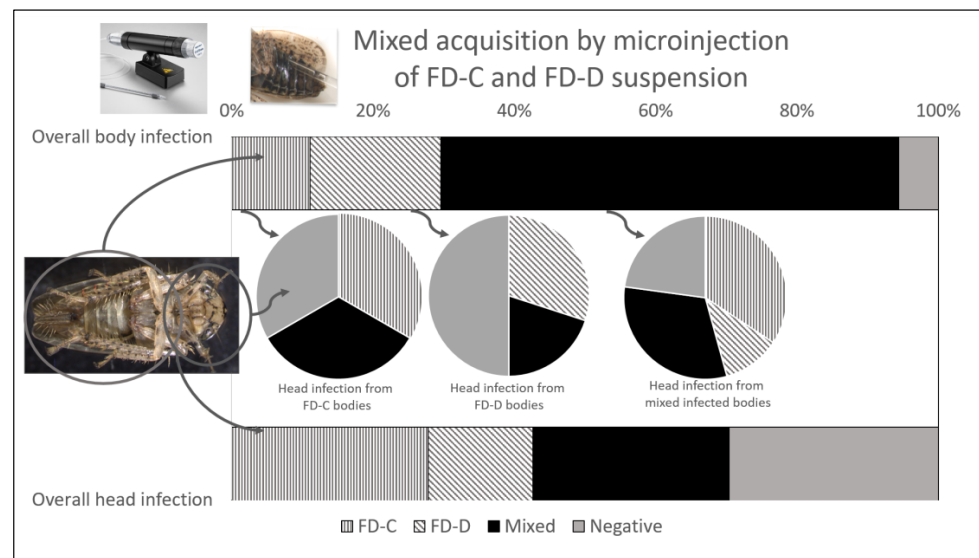 Mixed acquisition by microinjection
of FD-C and FD-D suspension
0% 20% 40% 60% 80% 100%
Overall body infection
Head infection from
FD-C bodies
Head infection from
FD-D bodies
Head infection from
mixed infected bodies
Overall head infection
FD-C FD-D Mixed Negative